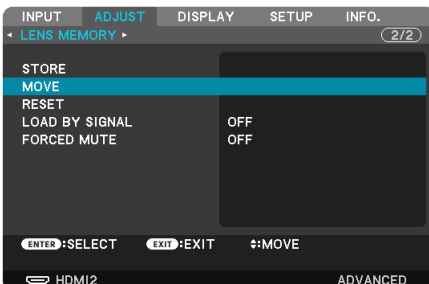 INPUT ADJUST DISPLAY SETUP INFO.
LENS MEMORY 2/2
STORE
MOVE
RESET
LOAD BY SIGNAL OFF
FORCED MUTE OFF
ENTER :SELECT EXIT :EXIT :MOVE
HDMI2 ADVANCED